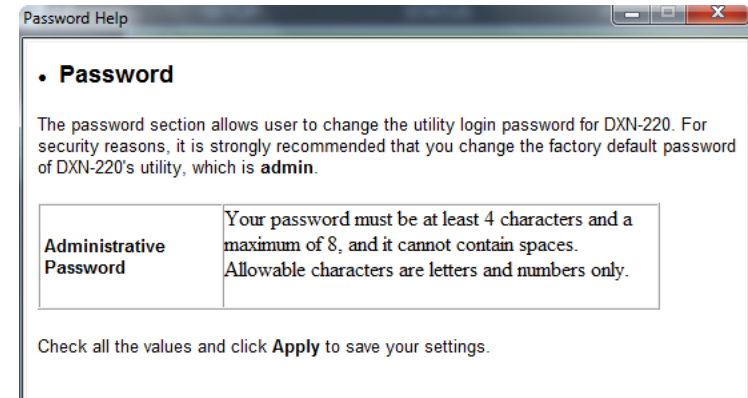 Password Help
• Password
The password section allows user to change the utility login password for DXN-220. For
security reasons, it is strongly recommended that you change the factory default password
of DXN-220's utility, which is admin.
Administrative
Password
Your password must be at least 4 characters and a
maximum of 8, and it cannot contain spaces.
Allowable characters are letters and numbers only.
Check all the values and click Apply to save your settings.